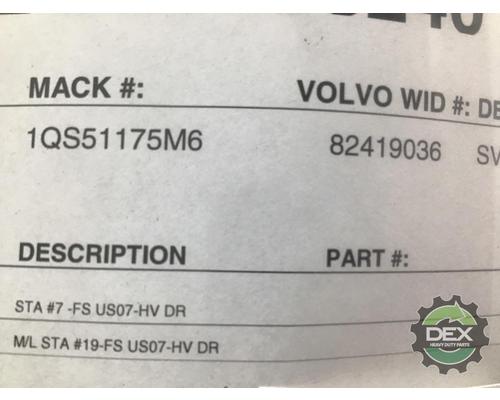 MACK #: VOLVO WID #: DE
1QS51175M6 82419036 SV
DESCRIPTION PART #:
STA #7 -FS US07-HV DR
M/L STA #19-FS US07-HV DR
DEX
HEAVY DUTY PARTS